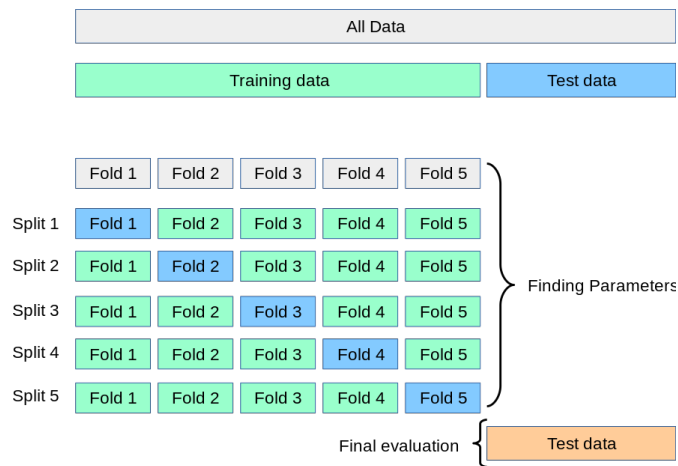 All Data
Training data Test data
Fold 1 Fold 2 Fold 3 Fold 4 Fold 5
Split 1 Fold 1 Fold 2 Fold 3 Fold 4 Fold 5
Split 2 Fold 1 Fold 2 Fold 3 Fold 4 Fold 5
Finding Parameters
Split 3 Fold 1 Fold 2 Fold 3 Fold 4 Fold 5
Split 4 Fold 1 Fold 2 Fold 3 Fold 4 Fold 5
Split 5 Fold 1 Fold 2 Fold 3 Fold 4 Fold 5
Final evaluation Test data